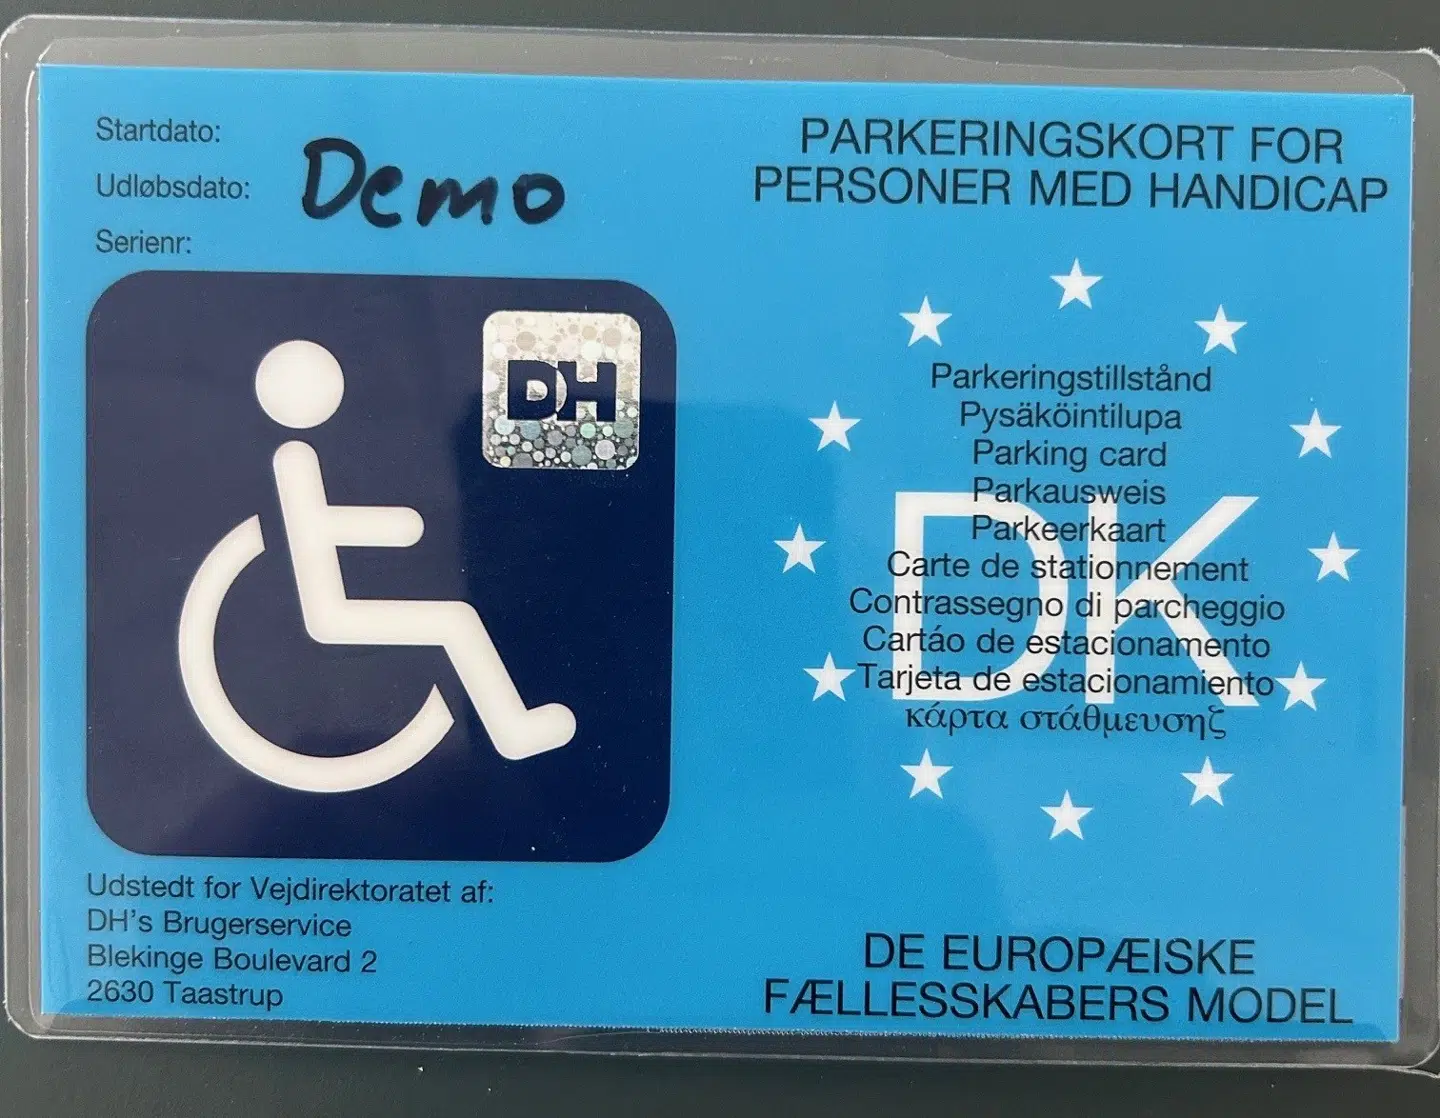 Startdato:
Udløbsdato:
Demo
Serienr:
DH
Udstedt for Vejdirektoratet af:
DH's Brugerservice
Blekinge Boulevard 2
2630 Taastrup
PARKERINGSKORT FOR
PERSONER MED HANDICAP
Parkeringstillstånd
Pysäköintilupa
Parking card
Parkausweis
Parkeerkaart
Carte de stationnement
Contrassegno di parcheggio
Cartáo de estacionamento
Tarjeta de estacionamiento
κάρτα στάθμευσηζ
DK
DE EUROPÆISKE
FÆLLESSKABERS MODEL